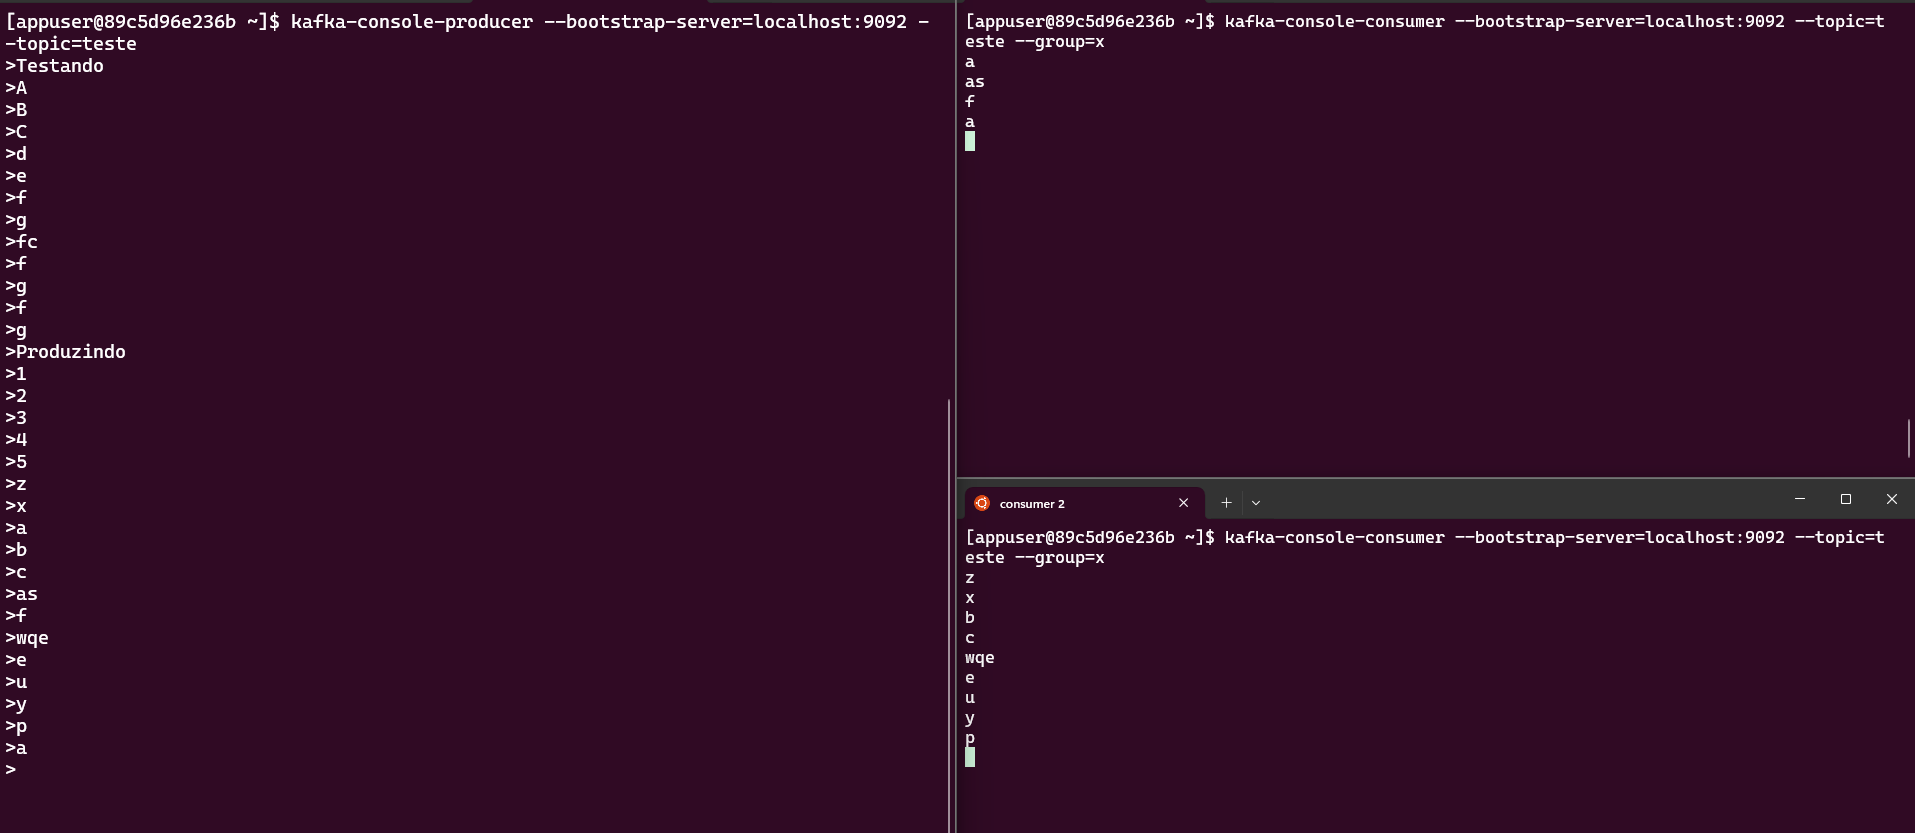 [appuser@89c5d96e236b ~]$ kafka-console-producer --bootstrap-server=localhost:9092 -
-topic=teste
>Testando
>A
>B
>C
>d
>e
>f
>g
>fc
>f
>g
>f
>g
>Produzindo
>1
>2
>3
>4
>5
>z
>x
>a
>b
>c
>as
>f
>wqe
>e
>u
>y
>p
>a
>
[appuser@89c5d96e236b ~]$ kafka-console-consumer --bootstrap-server=localhost:9092 --topic=t
este --group=x
a
as
f
a
consumer 2
[appuser@89c5d96e236b ~]$ kafka-console-consumer --bootstrap-server=localhost:9092 --topic=t
este --group=x
z
x
b
c
wqe
e
u
y
p